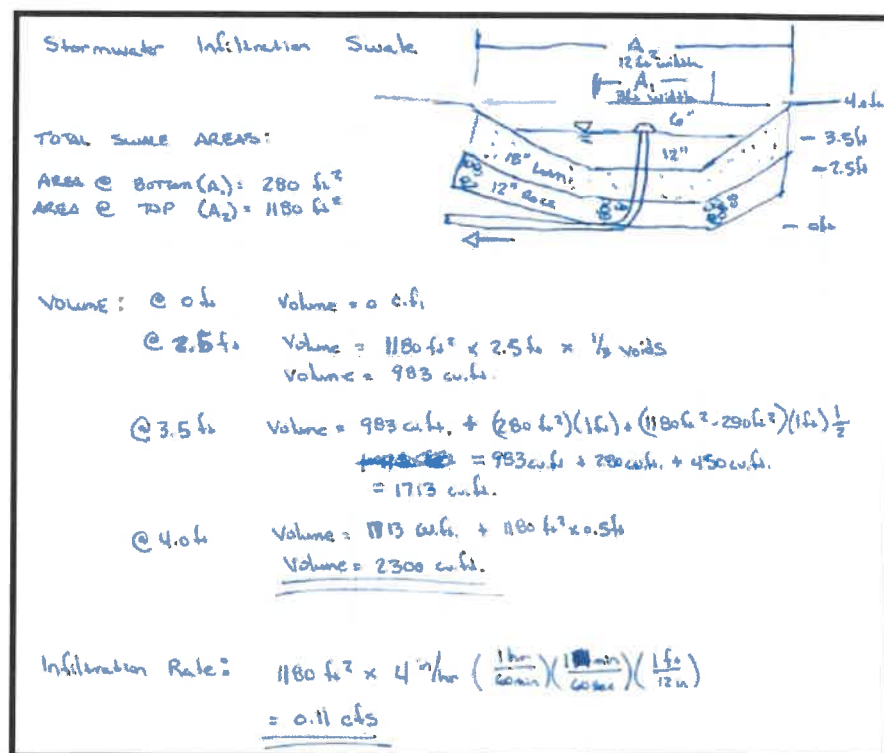 Stormwater Infiltration Swale
A2
12 ft width
A1
3ft width
4.0 ft
6"
3.5 ft
12"
2.5 ft
18" Loam
12" Rock
0 ft
TOTAL SWALE AREAS:
AREA @ BOTTOM (A1): 280 ft²
AREA @ TOP (A2): 1180 ft²
VOLUME: @ 0 ft Volume = 0 c.f.
@ 2.5 ft. Volume = 1180 ft² x 2.5 ft x 1/3 voids
Volume = 983 cu.ft.
@ 3.5 ft Volume = 983 cu.ft. + (280 ft²)(1ft) + (1180 ft² - 280 ft²)(1ft) 1/2
= 983 cu.ft + 280 cu.ft. + 450 cu.ft.
= 1713 cu.ft.
@ 4.0 ft Volume = 1713 cu.ft. + 1180 ft² x 0.5 ft
Volume = 2300 cu.ft.
Infiltration Rate: 1180 ft² x 4 in/hr (1 hr/60 min)(1 min/60 sec)(1 ft/12 in)
= 0.11 cfs